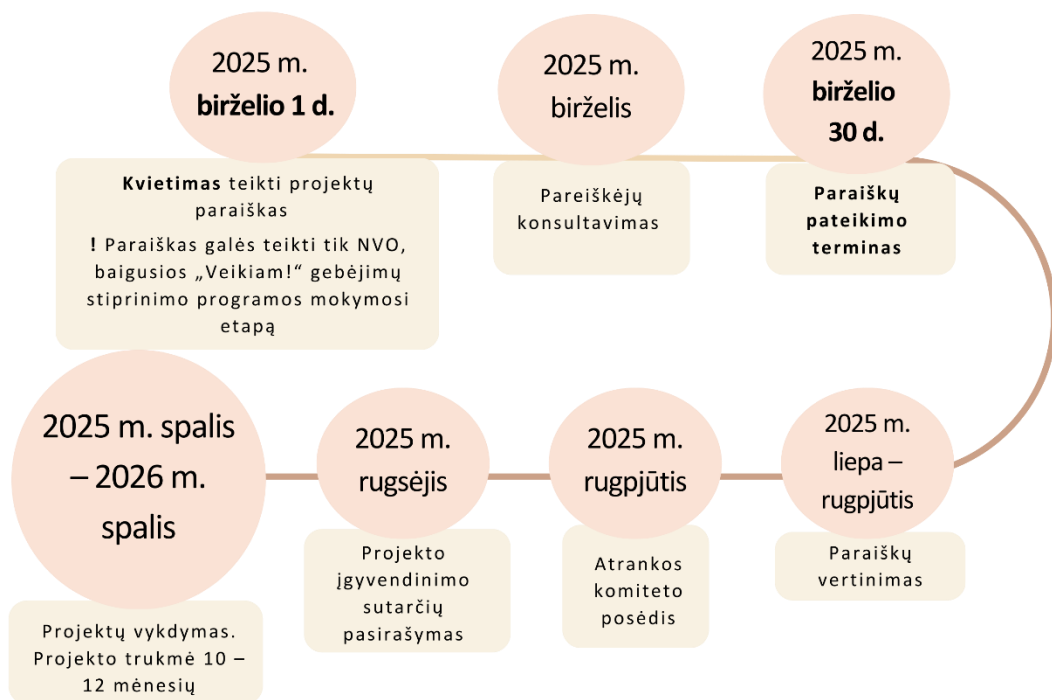 2025 m.
birželio 1 d.
Kvietimas teikti projektų
paraiškas
! Paraiškas galės teikti tik NVO,
baigusios „Veikiam!“ gebėjimų
stiprinimo programos mokymosi
etapą
2025 m.
birželis
Pareiškėjų
konsultavimas
2025 m.
birželio
30 d.
Paraiškų
pateikimo
terminas
2025 m.
liepa –
rugpjūtis
Paraiškų
vertinimas
2025 m.
rugpjūtis
Atrankos
komiteto
posėdis
2025 m.
rugsėjis
Projekto
įgyvendinimo
sutarčių
pasirašymas
2025 m. spalis
– 2026 m.
spalis
Projektų vykdymas.
Projekto trukmė 10 –
12 mėnesių